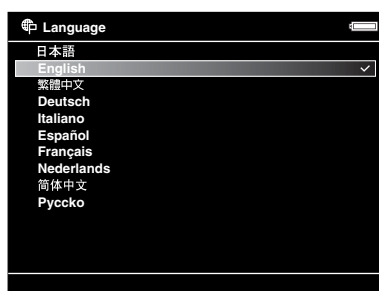 Language
日本語
English
繁體中文
Deutsch
Italiano
Español
Français
Nederlands
简体中文
Pyccko